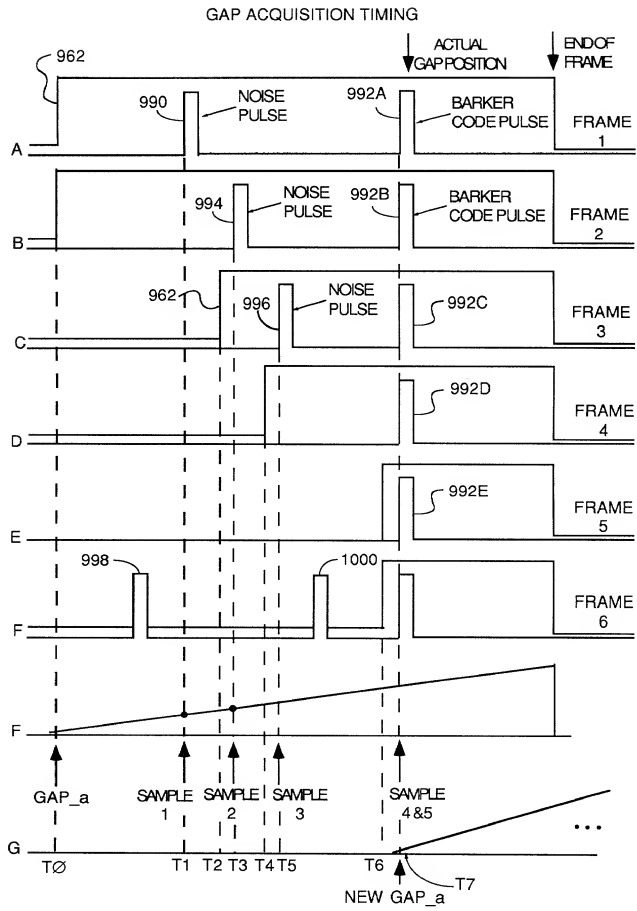 GAP ACQUISITION TIMING
ACTUAL
GAP POSITION
END OF
FRAME
962
990
NOISE
PULSE
992A
BARKER
CODE PULSE
A
FRAME
1
994
NOISE
PULSE
992B
BARKER
CODE PULSE
B
FRAME
2
962
996
NOISE
PULSE
992C
C
FRAME
3
992D
D
FRAME
4
992E
E
FRAME
5
998
1000
F
FRAME
6
F
GAP_a
SAMPLE
1
SAMPLE
2
SAMPLE
3
SAMPLE
4 & 5
G
TØ
T1
T2
T3
T4
T5
T6
T7
NEW GAP_a
...